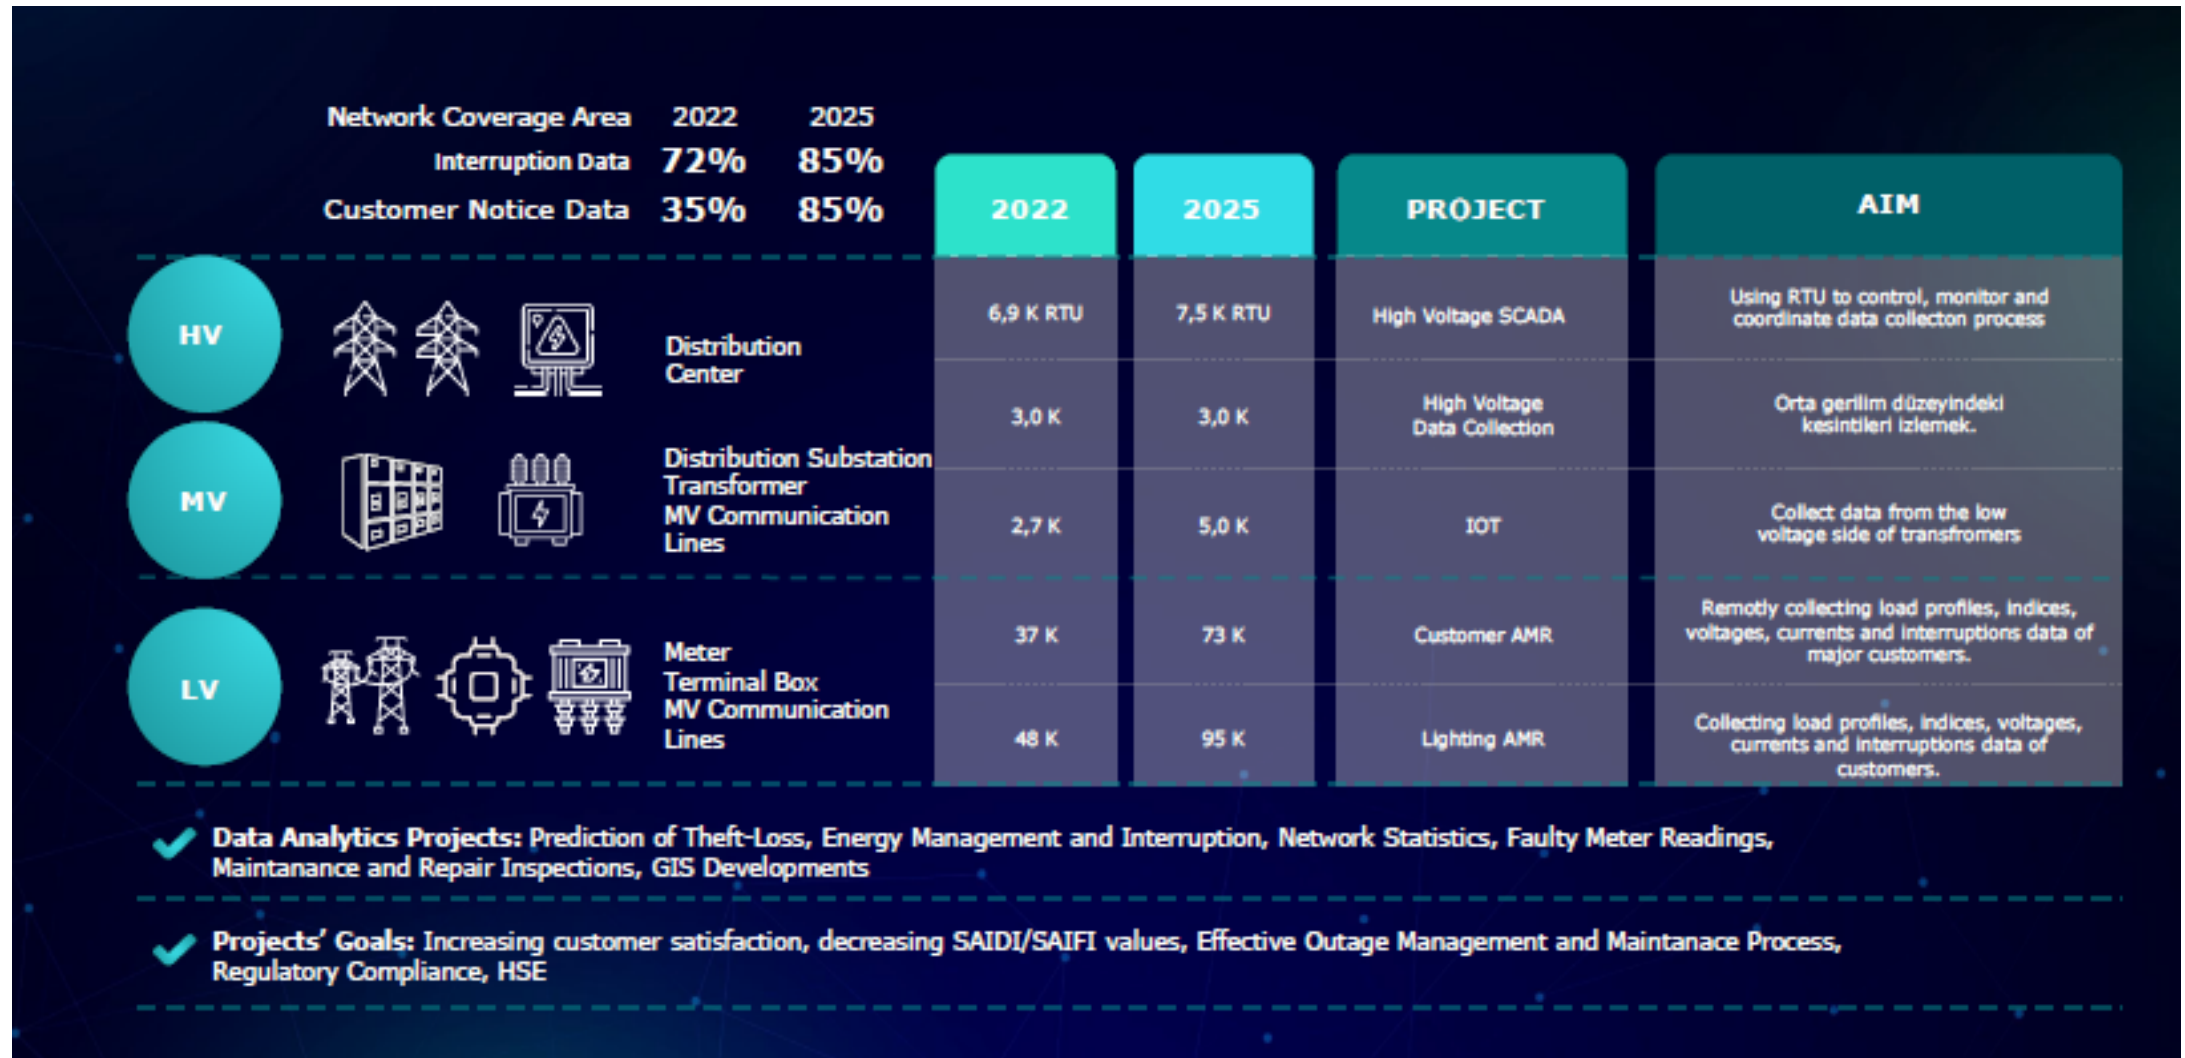 Network Coverage Area 2022 2025
Interruption Data 72% 85%
Customer Notice Data 35% 85%
2022 2025 PROJECT AIM
HV
Distribution
Center
6,9 K RTU 7,5 K RTU High Voltage SCADA
Using RTU to control, monitor and
coordinate data collecton process
3,0 K 3,0 K
High Voltage
Data Collection
Orta gerilim düzeyindeki
kesintileri izlemek.
MV
Distribution Substation
Transformer
MV Communication
Lines
2,7 K 5,0 K IOT
Collect data from the low
voltage side of transfromers
LV
Meter
Terminal Box
MV Communication
Lines
37 K 73 K Customer AMR
Remotly collecting load profiles, indices,
voltages, currents and interruptions data of
major customers.
48 K 95 K Lighting AMR
Collecting load profiles, indices, voltages,
currents and interruptions data of
customers.
Data Analytics Projects: Prediction of Theft-Loss, Energy Management and Interruption, Network Statistics, Faulty Meter Readings,
Maintanance and Repair Inspections, GIS Developments
Projects’ Goals: Increasing customer satisfaction, decreasing SAIDI/SAIFI values, Effective Outage Management and Maintanace Process,
Regulatory Compliance, HSE